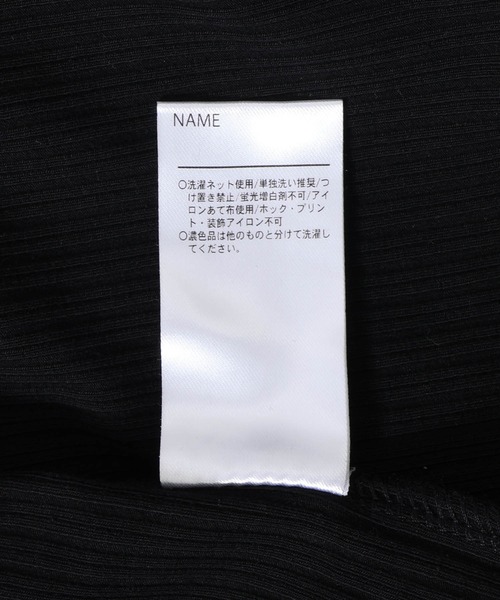 NAME
○洗濯ネット使用/単独洗い推奨/つ
け置き禁止/蛍光増白剤不可/アイ
ロンあて布使用/ホック・プリン
ト・装飾アイロン不可
○濃色品は他のものと分けて洗濯し
てください。